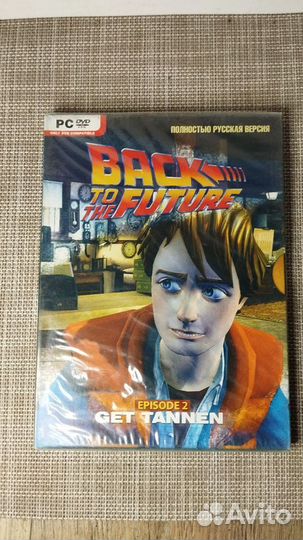 PC DVD
ПОЛНОСТЬЮ РУССКАЯ ВЕРСИЯ
BACK
TO
THE FUTURE
EPISODE 2
GET TANNEN
Avito